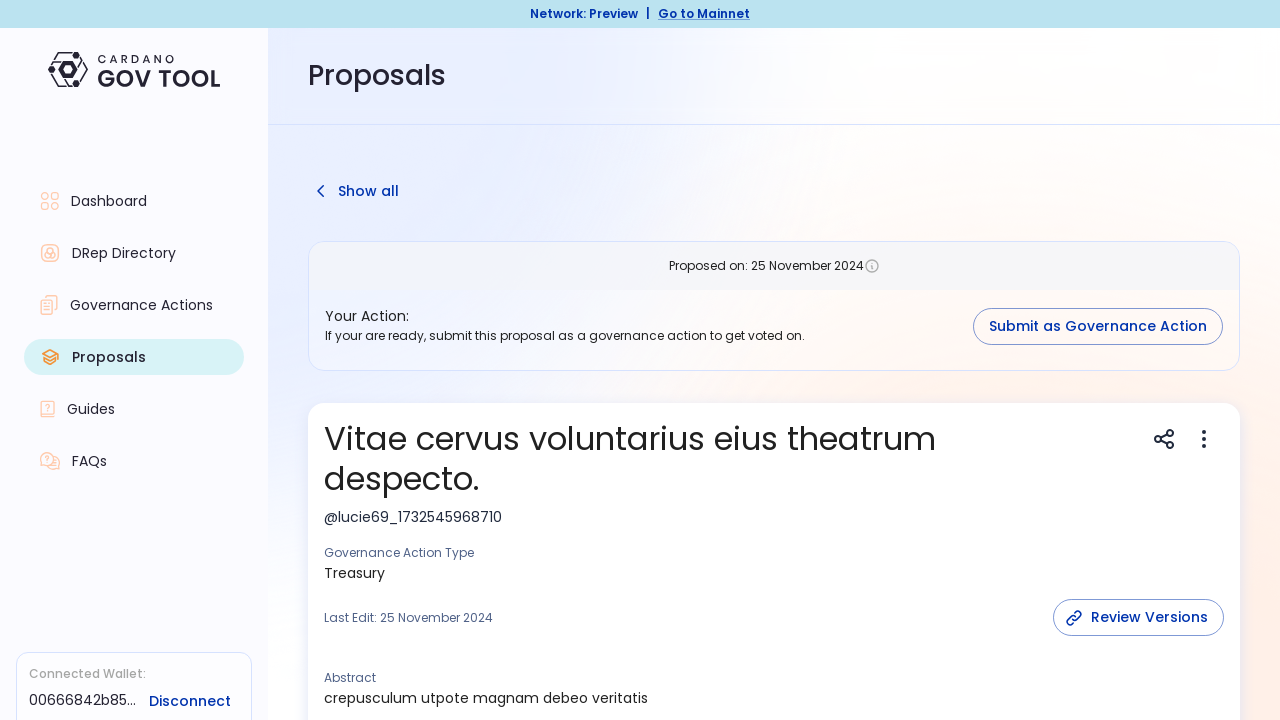 Network: Preview | Go to Mainnet
CARDANO
GOV TOOL
Proposals
Dashboard
DRep Directory
Governance Actions
Proposals
Guides
FAQs
Connected Wallet:
00666842b85... Disconnect
Show all
Proposed on: 25 November 2024
Your Action:
If you are ready, submit this proposal as a governance action to get voted on.
Submit as Governance Action
Vitae cervus voluntarius eius theatrum
despecto.
@lucie69_1732545968710
Governance Action Type
Treasury
Last Edit: 25 November 2024
Review Versions
Abstract
crepusculum utpote magnam debeo veritatis